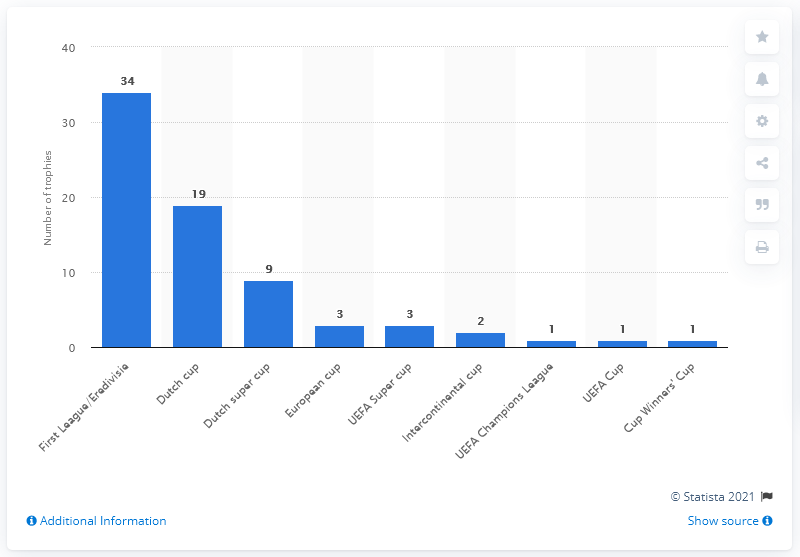 40
30
20
10
0
Number of trophies
34
19
9
3
3
2
1
1
1
First League/Eredivisie
Dutch cup
Dutch super cup
European cup
UEFA Super cup
Intercontinental cup
UEFA Champions League
UEFA Cup
Cup Winners' Cup
© Statista 2021
Additional Information
Show source